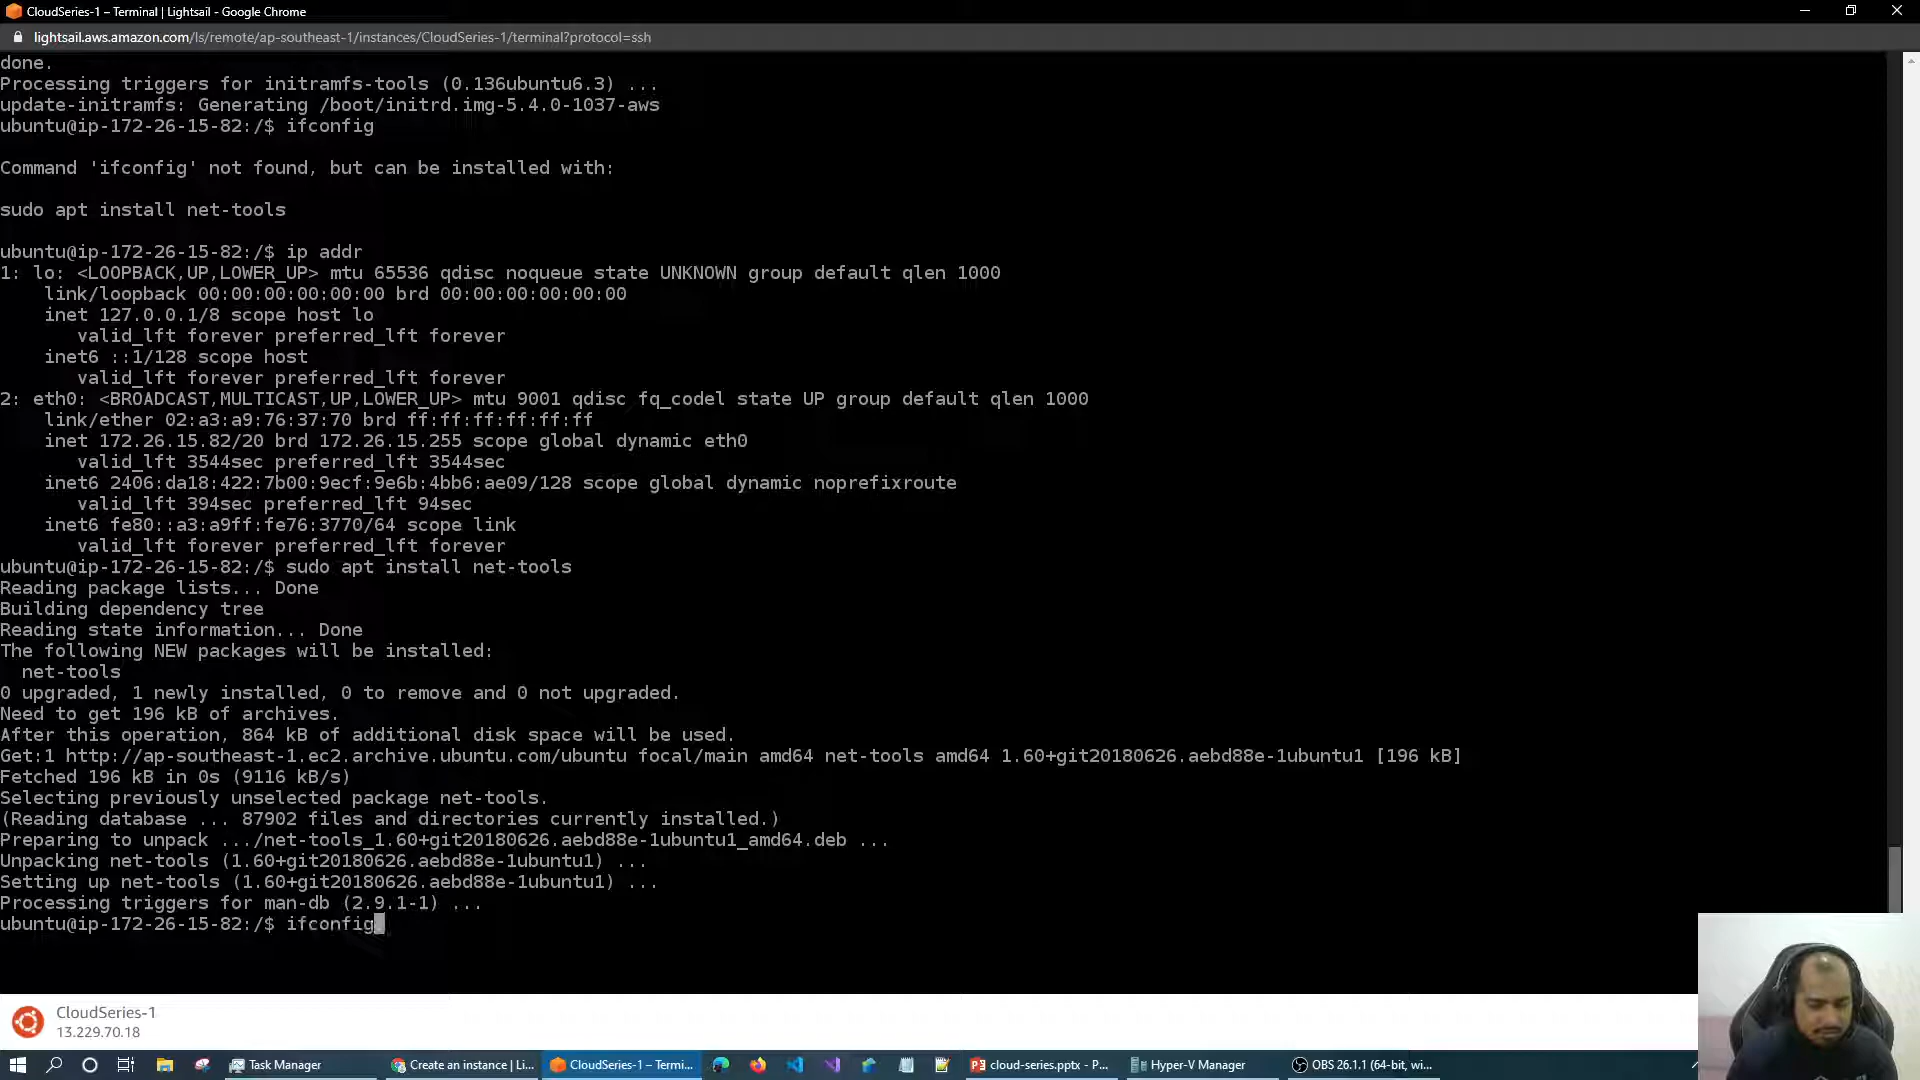 CloudSeries-1 – Terminal | Lightsail - Google Chrome
lightsail.aws.amazon.com/ls/remote/ap-southeast-1/instances/CloudSeries-1/terminal?protocol=ssh
done.
Processing triggers for initramfs-tools (0.136ubuntu6.3) ...
update-initramfs: Generating /boot/initrd.img-5.4.0-1037-aws
ubuntu@ip-172-26-15-82:/$ ifconfig
Command 'ifconfig' not found, but can be installed with:
sudo apt install net-tools
ubuntu@ip-172-26-15-82:/$ ip addr
1: lo: <LOOPBACK,UP,LOWER_UP> mtu 65536 qdisc noqueue state UNKNOWN group default qlen 1000
    link/loopback 00:00:00:00:00:00 brd 00:00:00:00:00:00
    inet 127.0.0.1/8 scope host lo
       valid_lft forever preferred_lft forever
    inet6 ::1/128 scope host
       valid_lft forever preferred_lft forever
2: eth0: <BROADCAST,MULTICAST,UP,LOWER_UP> mtu 9001 qdisc fq_codel state UP group default qlen 1000
    link/ether 02:a3:a9:76:37:70 brd ff:ff:ff:ff:ff:ff
    inet 172.26.15.82/20 brd 172.26.15.255 scope global dynamic eth0
       valid_lft 3544sec preferred_lft 3544sec
    inet6 2406:da18:422:7b00:9ecf:9e6b:4bb6:ae09/128 scope global dynamic noprefixroute
       valid_lft 394sec preferred_lft 94sec
    inet6 fe80::a3:a9ff:fe76:3770/64 scope link
       valid_lft forever preferred_lft forever
ubuntu@ip-172-26-15-82:/$ sudo apt install net-tools
Reading package lists... Done
Building dependency tree
Reading state information... Done
The following NEW packages will be installed:
  net-tools
0 upgraded, 1 newly installed, 0 to remove and 0 not upgraded.
Need to get 196 kB of archives.
After this operation, 864 kB of additional disk space will be used.
Get:1 http://ap-southeast-1.ec2.archive.ubuntu.com/ubuntu focal/main amd64 net-tools amd64 1.60+git20180626.aebd88e-1ubuntu1 [196 kB]
Fetched 196 kB in 0s (9116 kB/s)
Selecting previously unselected package net-tools.
(Reading database ... 87902 files and directories currently installed.)
Preparing to unpack .../net-tools_1.60+git20180626.aebd88e-1ubuntu1_amd64.deb ...
Unpacking net-tools (1.60+git20180626.aebd88e-1ubuntu1) ...
Setting up net-tools (1.60+git20180626.aebd88e-1ubuntu1) ...
Processing triggers for man-db (2.9.1-1) ...
ubuntu@ip-172-26-15-82:/$ ifconfig
CloudSeries-1
13.229.70.18
Task Manager
Create an instance | Li...
CloudSeries-1 – Termi...
cloud-series.pptx - P...
Hyper-V Manager
OBS 26.1.1 (64-bit, wi...